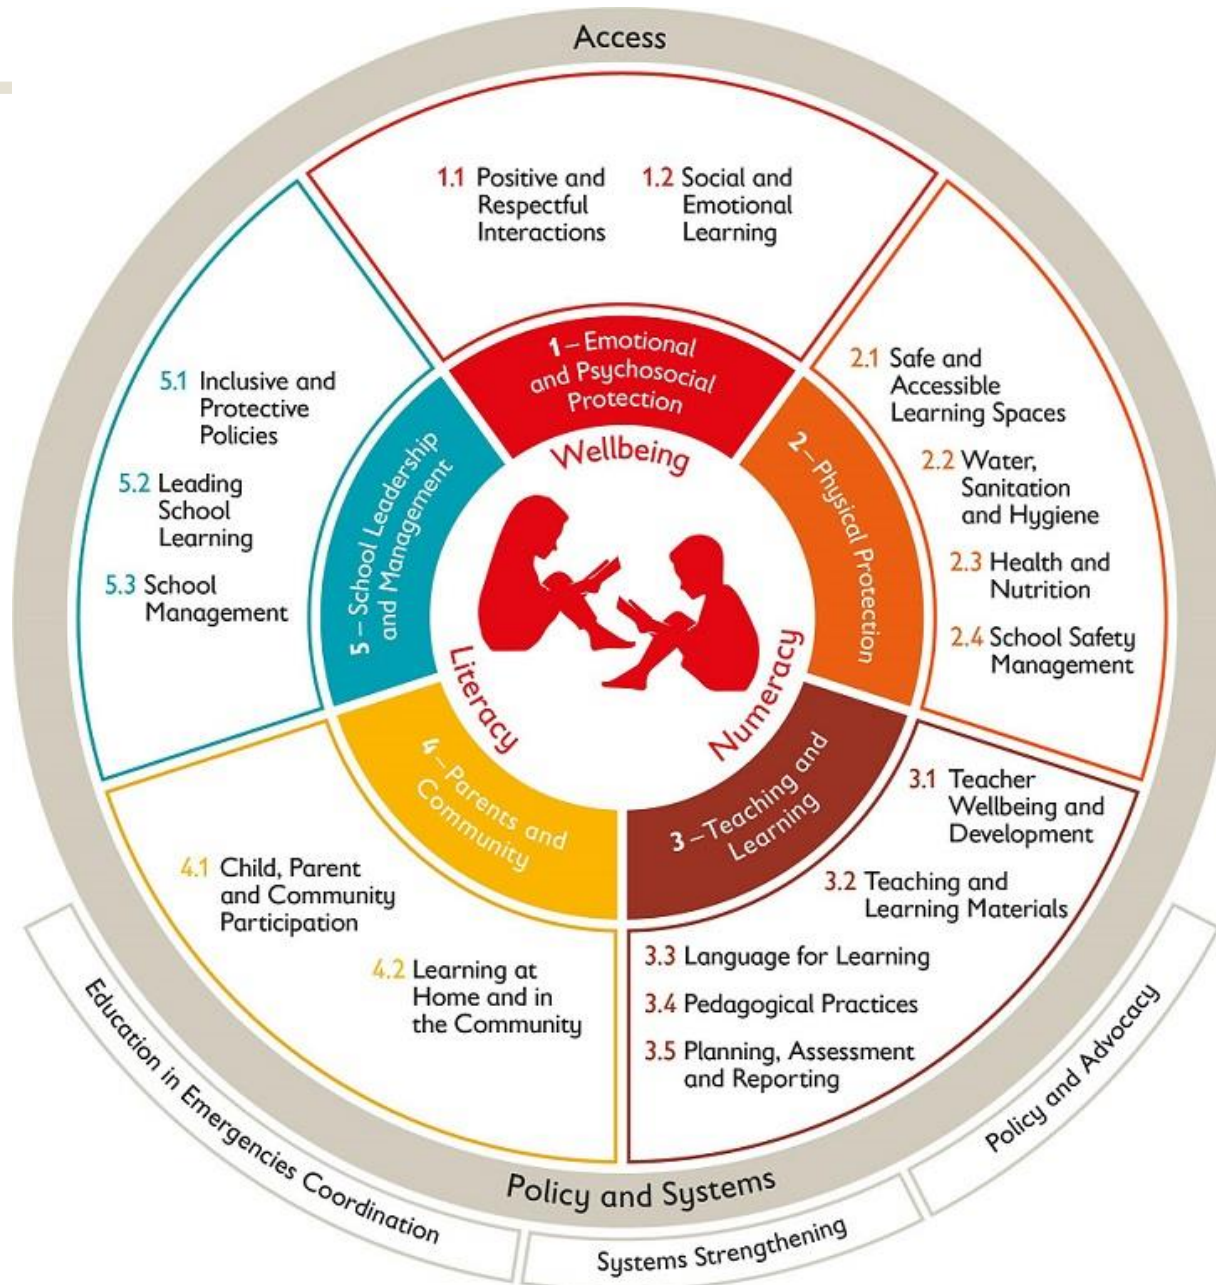 Access
1.1 Positive and
Respectful
Interactions
1.2 Social and
Emotional
Learning
1 – Emotional
and Psychosocial
Protection
2.1 Safe and
Accessible
Learning Spaces
2.2 Water,
Sanitation
and Hygiene
2.3 Health and
Nutrition
2.4 School Safety
Management
2 – Physical Protection
3.1 Teacher
Wellbeing and
Development
3.2 Teaching and
Learning Materials
3.3 Language for Learning
3.4 Pedagogical Practices
3.5 Planning, Assessment
and Reporting
3 – Teaching and
Learning
4.1 Child, Parent
and Community
Participation
4.2 Learning at
Home and in
the Community
4 – Parents and
Community
5.1 Inclusive and
Protective
Policies
5.2 Leading
School
Learning
5.3 School
Management
5 – School Leadership
and Management
Wellbeing
Numeracy
Literacy
Policy and Systems
Education in Emergencies Coordination
Systems Strengthening
Policy and Advocacy